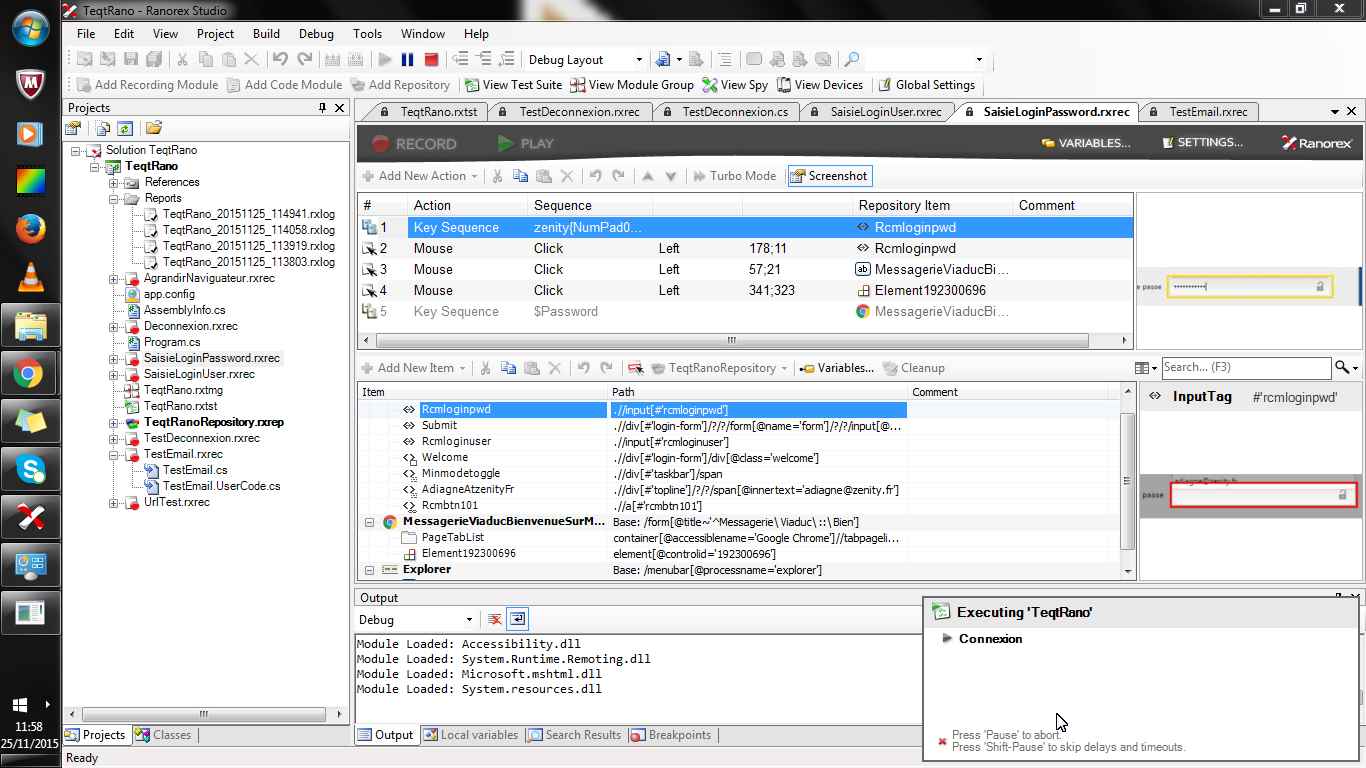 TeqtRano - Ranorex Studio
File Edit View Project Build Debug Tools Window Help
Debug Layout
Add Recording Module Add Code Module Add Repository View Test Suite View Module Group View Spy View Devices Global Settings
Projects
Solution TeqtRano
TeqtRano
References
Reports
TeqtRano_20151125_114941.rxlog
TeqtRano_20151125_114058.rxlog
TeqtRano_20151125_113919.rxlog
TeqtRano_20151125_113803.rxlog
AgrandirNaviguateur.rxrec
app.config
AssemblyInfo.cs
Deconnexion.rxrec
Program.cs
SaisieLoginPassword.rxrec
SaisieLoginUser.rxrec
TeqtRano.rxtmg
TeqtRano.rxtst
TeqtRanoRepository.rxrep
TestDeconnexion.rxrec
TestEmail.rxrec
TestEmail.cs
TestEmail.UserCode.cs
UrlTest.rxrec
Projects Classes
Ready
11:58
25/11/2015
TeqtRano.rxtst TestDeconnexion.rxrec TestDeconnexion.cs SaisieLoginUser.rxrec SaisieLoginPassword.rxrec TestEmail.rxrec
RECORD PLAY VARIABLES... SETTINGS... Ranorex
Add New Action Turbo Mode Screenshot
# Action Sequence Repository Item Comment
1 Key Sequence zenity{NumPad0... Rcmloginpwd
2 Mouse Click Left 178;11 Rcmloginpwd
3 Mouse Click Left 57;21 MessagerieViaducBi...
4 Mouse Click Left 341;323 Element192300696
5 Key Sequence $Password MessagerieViaducBi...
e passe
Add New Item TeqtRanoRepository Variables... Cleanup Search... (F3)
Item Path Comment
Rcmloginpwd .//input[#'rcmloginpwd']
Submit .//div[#'login-form']/?/?/form[@name='form']/?/?/input[@...
Rcmloginuser .//input[#'rcmloginuser']
Welcome .//div[#'login-form']/div[@class='welcome']
Minmodetoggle .//div[#'taskbar']/span
AdiagneAtzenityFr .//div[#'topline']/?/?/span[@innertext='adiagne@zenity.fr']
Rcmbtn101 .//a[#'rcmbtn101']
MessagerieViaducBienvenueSurM... Base: /form[@title~'^Messagerie\ Viaduc\ ::\ Bien']
PageTabList container[@accessiblename='Google Chrome']//tabpageli...
Element192300696 element[@controlid='192300696']
Explorer Base: /menubar[@processname='explorer']
InputTag #'rcmloginpwd'
adiagne@zenity.fr
passe
Output
Debug
Module Loaded: Accessibility.dll
Module Loaded: System.Runtime.Remoting.dll
Module Loaded: Microsoft.mshtml.dll
Module Loaded: System.resources.dll
Output Local variables Search Results Breakpoints
Executing 'TeqtRano'
Connexion
Press 'Pause' to abort.
Press 'Shift-Pause' to skip delays and timeouts.